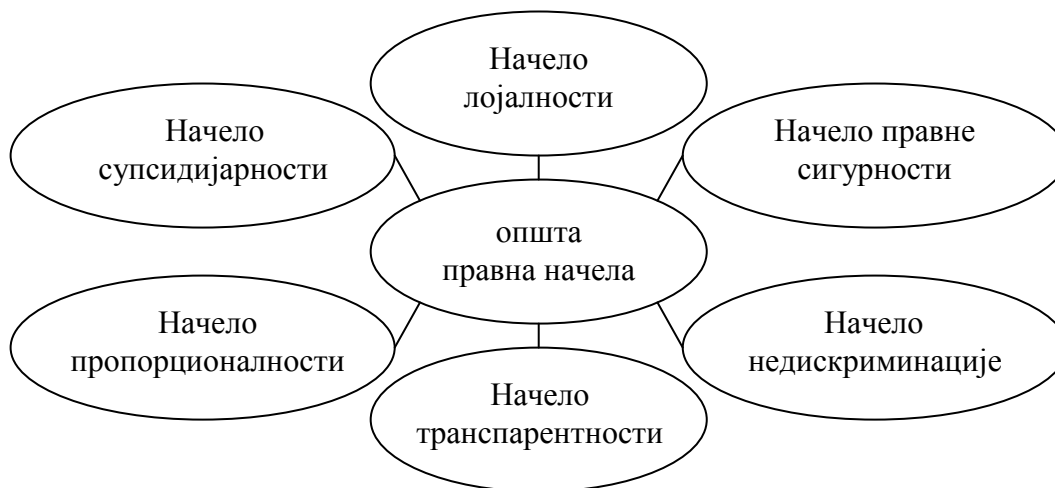 Начело
лојалности
Начело
супсидијарности
Начело правне
сигурности
општа
правна начела
Начело
пропорционалности
Начело
недискриминације
Начело
транспарентности